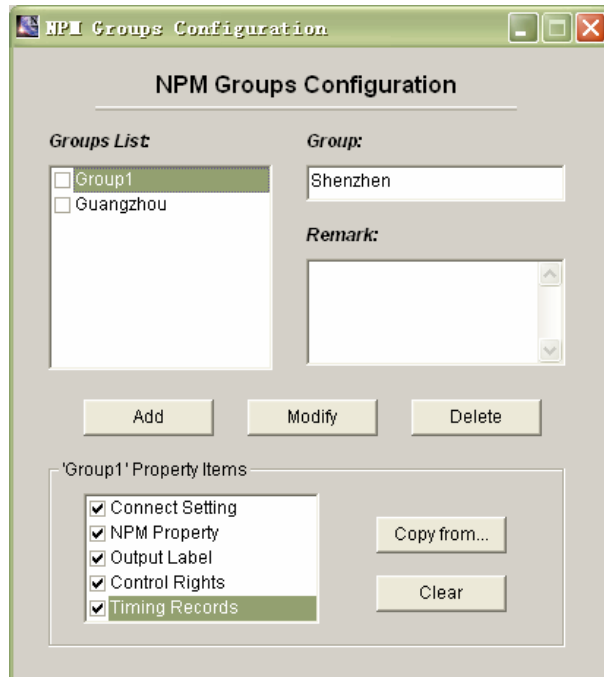 NPM Groups Configuration
NPM Groups Configuration
Groups List:
Group1
Guangzhou
Group:
Shenzhen
Remark:
Add Modify Delete
'Group1' Property Items
Connect Setting
NPM Property
Output Label
Control Rights
Timing Records
Copy from...
Clear